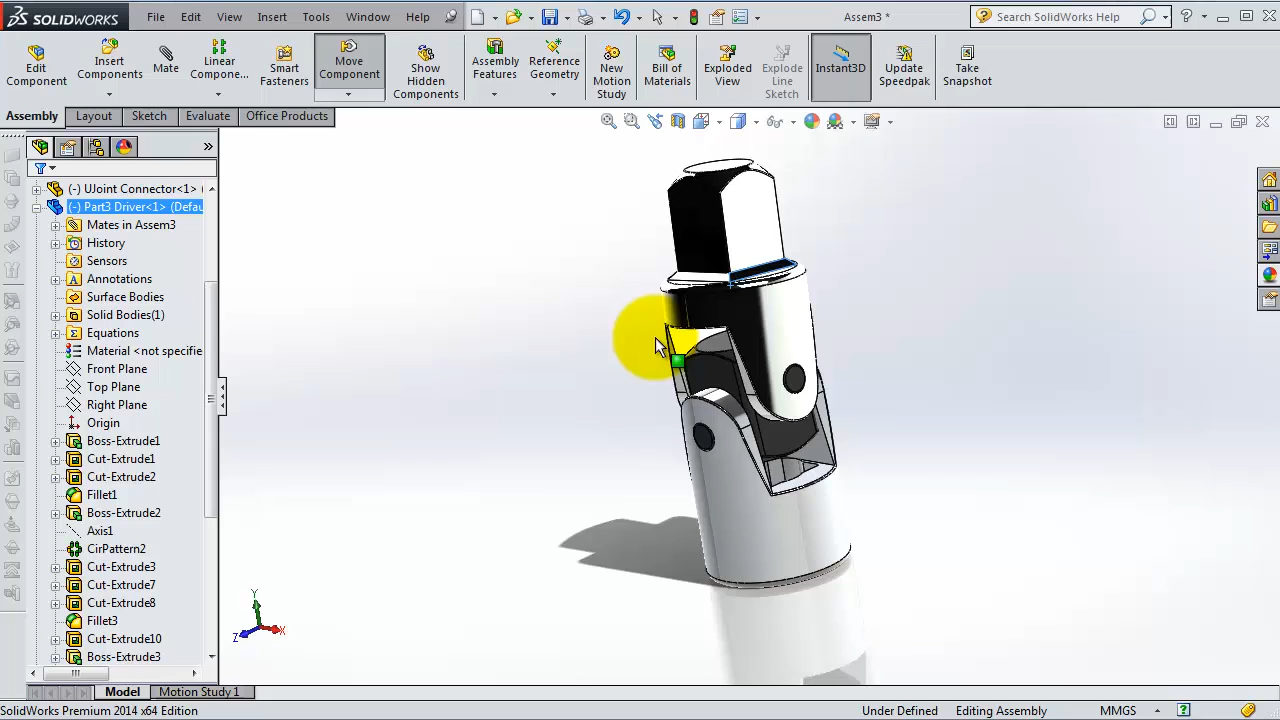 SOLIDWORKS
File Edit View Insert Tools Window Help
Assem3 *
Search SolidWorks Help
Edit Component
Insert Components
Mate
Linear Compone...
Smart Fasteners
Move Component
Show Hidden Components
Assembly Features
Reference Geometry
New Motion Study
Bill of Materials
Exploded View
Explode Line Sketch
Instant3D
Update Speedpak
Take Snapshot
Assembly Layout Sketch Evaluate Office Products
(-) UJoint Connector<1> (
(-) Part3 Driver<1> (Defau
Mates in Assem3
History
Sensors
Annotations
Surface Bodies
Solid Bodies(1)
Equations
Material <not specifie
Front Plane
Top Plane
Right Plane
Origin
Boss-Extrude1
Cut-Extrude1
Cut-Extrude2
Fillet1
Boss-Extrude2
Axis1
CirPattern2
Cut-Extrude3
Cut-Extrude7
Cut-Extrude8
Fillet3
Cut-Extrude10
Boss-Extrude3
Y
Z X
Model Motion Study 1
SolidWorks Premium 2014 x64 Edition Under Defined Editing Assembly MMGS